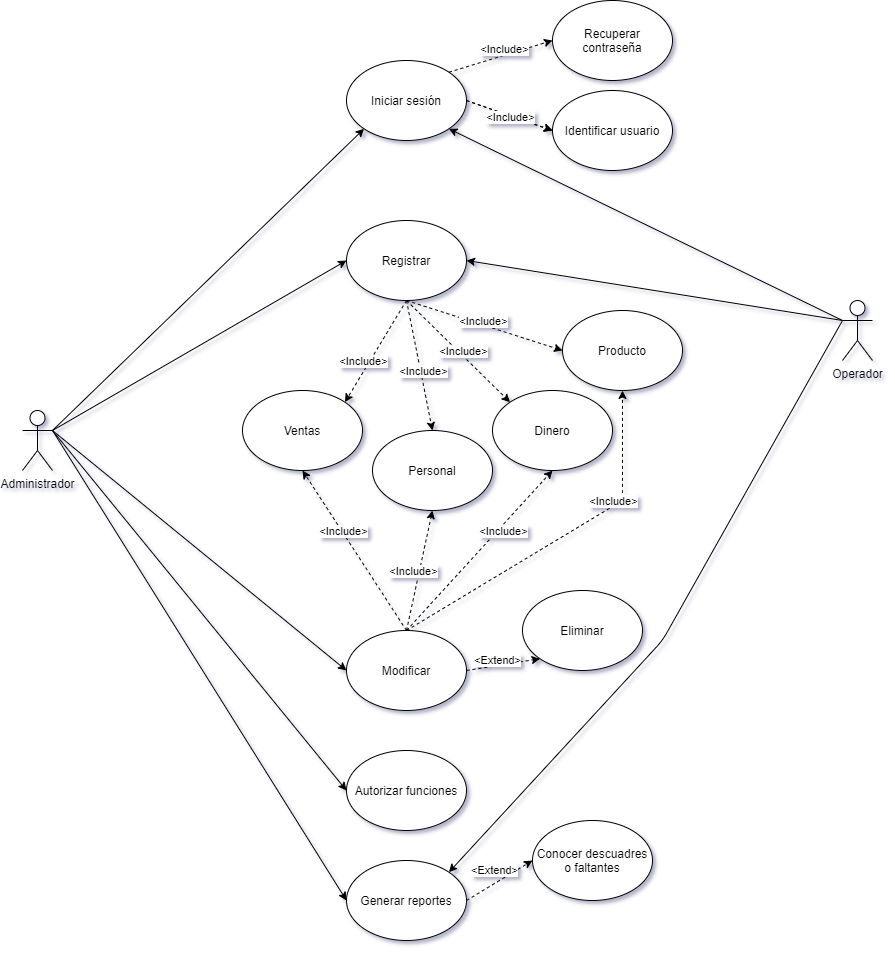 Recuperar
contraseña
<Include>
Iniciar sesión
<Include>
Identificar usuario
Registrar
<Include>
Producto
<Include>
<Include>
<Include>
Operador
Ventas
Dinero
Personal
Administrador
<Include>
<Include>
<Include>
<Include>
Eliminar
<Extend>
Modificar
Autorizar funciones
Conocer descuadres
o faltantes
<Extend>
Generar reportes